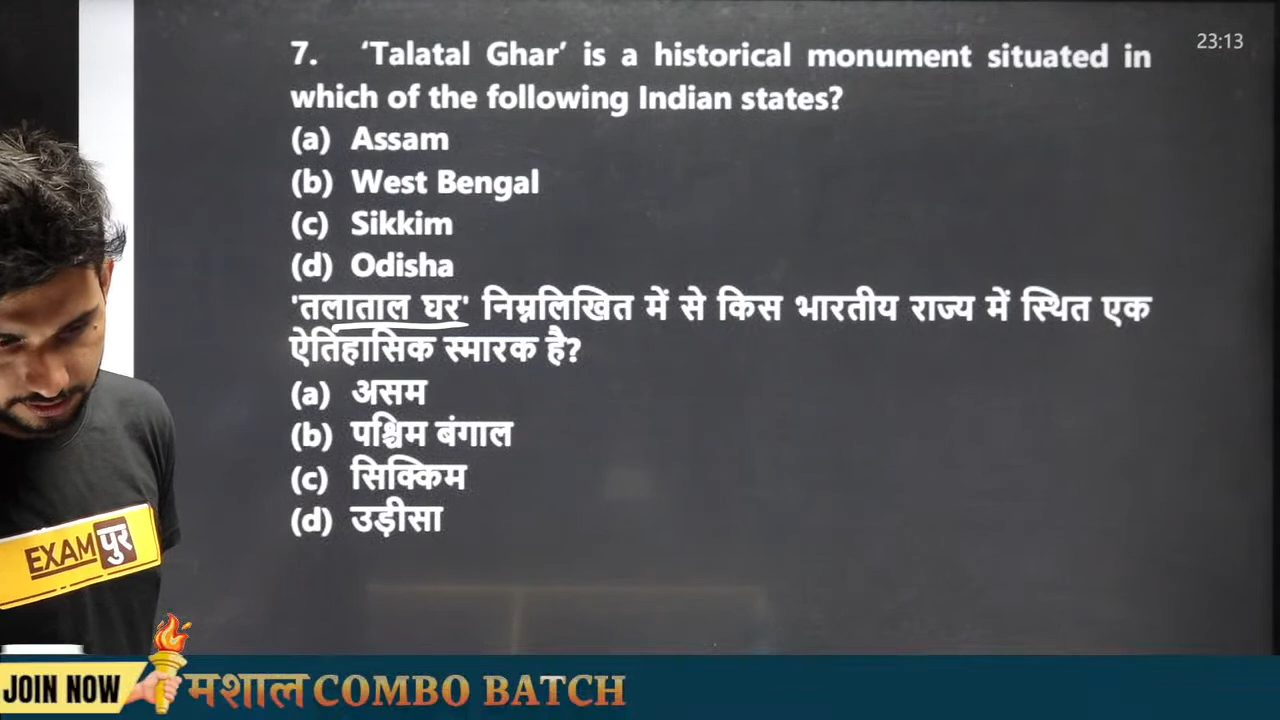 23:13
7. ‘Talatal Ghar’ is a historical monument situated in
which of the following Indian states?
(a) Assam
(b) West Bengal
(c) Sikkim
(d) Odisha
'तलाताल घर' निम्नलिखित में से किस भारतीय राज्य में स्थित एक
ऐतिहासिक स्मारक है?
(a) असम
(b) पश्चिम बंगाल
(c) सिक्किम
(d) उड़ीसा
EXAMपुर
JOIN NOW मशाल COMBO BATCH